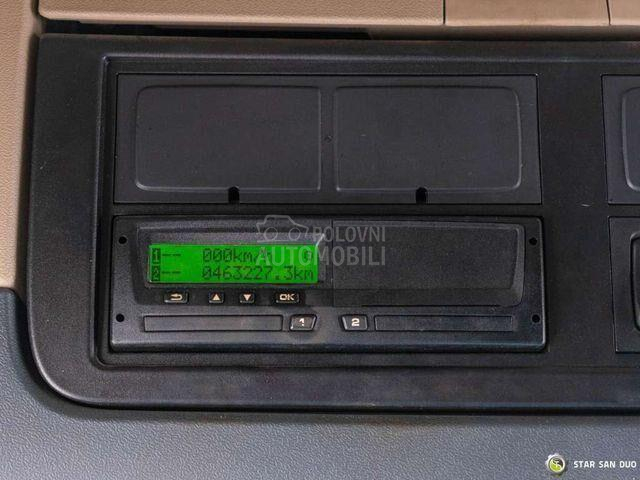 POLOVNI
AUTOMOBILI
1 -- 000km/h
2 -- 0463227.3km
OK
1 2
STAR SAN DUO